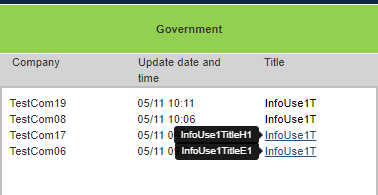 Government
Company Update date and time Title
TestCom19 05/11 10:11 InfoUse1T
TestCom08 05/11 10:06 InfoUse1T
TestCom17 05/11 InfoUse1TitleH1 InfoUse1T
TestCom06 05/11 InfoUse1TitleE1 InfoUse1T